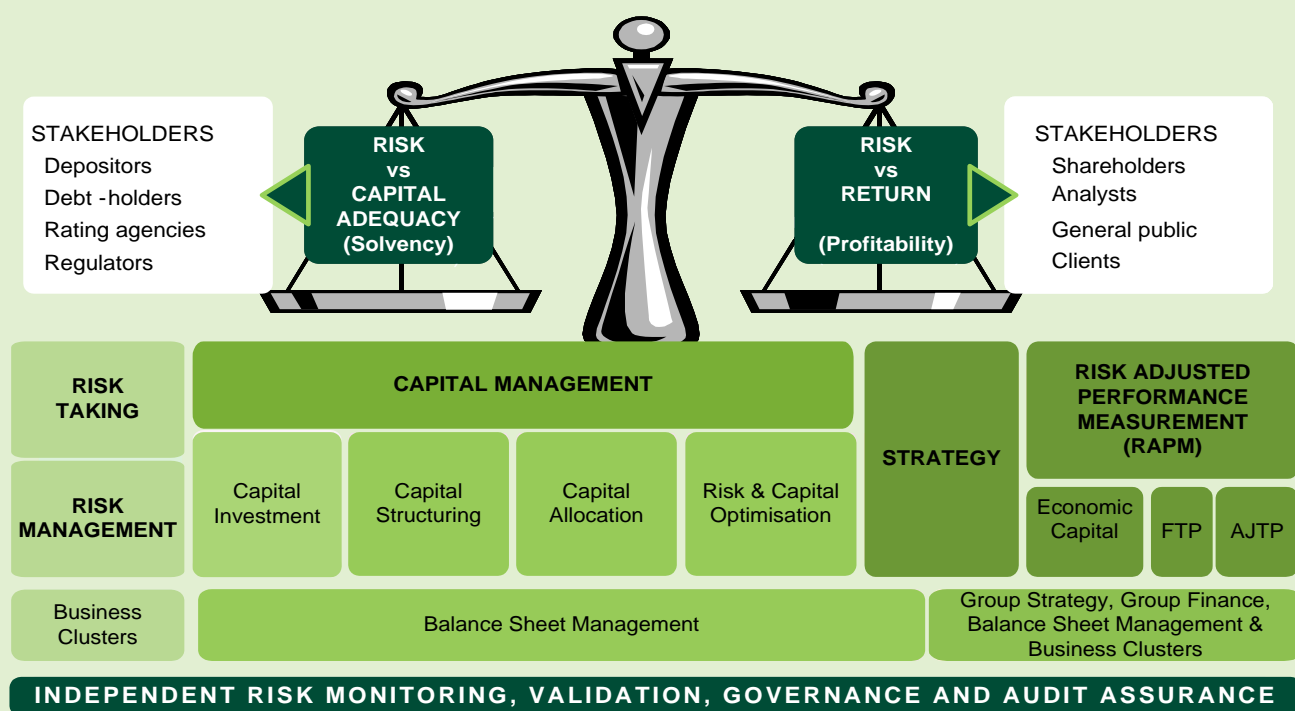 STAKEHOLDERS
Depositors
Debt -holders
Rating agencies
Regulators
RISK
vs
CAPITAL
ADEQUACY
(Solvency)
RISK
vs
RETURN
(Profitability)
STAKEHOLDERS
Shareholders
Analysts
General public
Clients
RISK
TAKING
RISK
MANAGEMENT
CAPITAL MANAGEMENT
Capital
Investment
Capital
Structuring
Capital
Allocation
Risk & Capital
Optimisation
STRATEGY
RISK ADJUSTED
PERFORMANCE
MEASUREMENT
(RAPM)
Economic
Capital
FTP
AJTP
Business
Clusters
Balance Sheet Management
Group Strategy, Group Finance,
Balance Sheet Management &
Business Clusters
INDEPENDENT RISK MONITORING, VALIDATION, GOVERNANCE AND AUDIT ASSURANCE